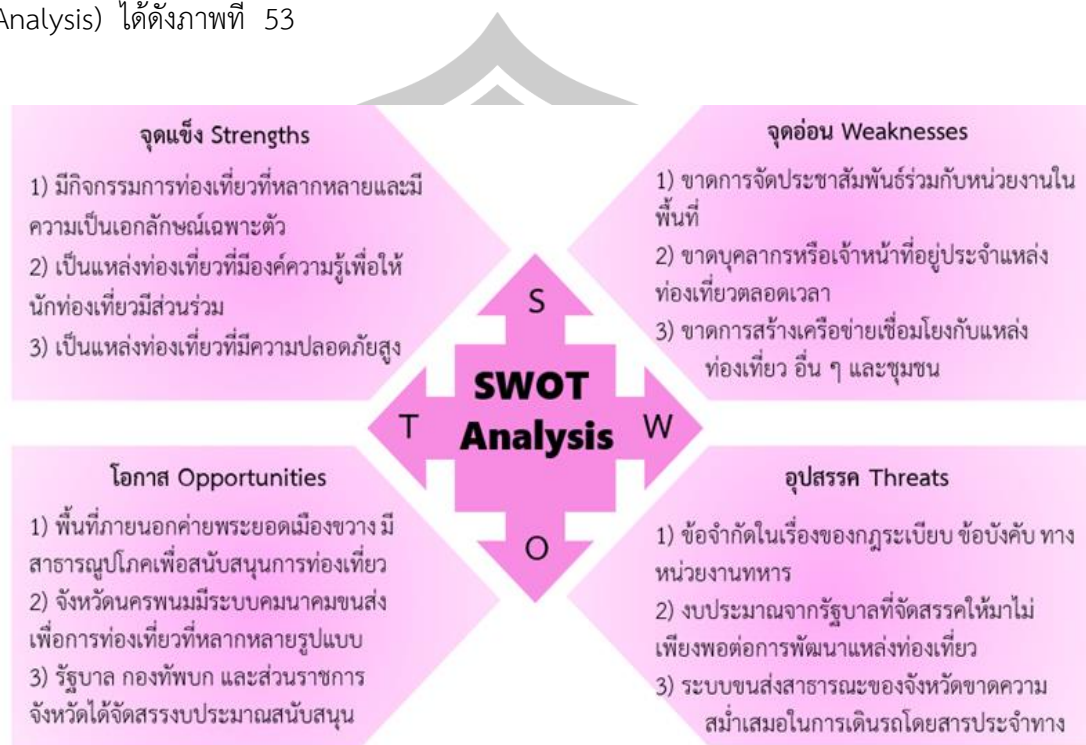 Analysis) ได้ดังภาพที่ 53
จุดแข็ง Strengths
1) มีกิจกรรมการท่องเที่ยวที่หลากหลายและมี
ความเป็นเอกลักษณ์เฉพาะตัว
2) เป็นแหล่งท่องเที่ยวที่มีองค์ความรู้เพื่อให้
นักท่องเที่ยวมีส่วนร่วม
3) เป็นแหล่งท่องเที่ยวที่มีความปลอดภัยสูง
จุดอ่อน Weaknesses
1) ขาดการจัดประชาสัมพันธ์ร่วมกับหน่วยงานใน
พื้นที่
2) ขาดบุคลากรหรือเจ้าหน้าที่อยู่ประจำแหล่ง
ท่องเที่ยวตลอดเวลา
3) ขาดการสร้างเครือข่ายเชื่อมโยงกับแหล่ง
ท่องเที่ยว อื่น ๆ และชุมชน
S
SWOT
T
Analysis
W
O
โอกาส Opportunities
1) พื้นที่ภายนอกค่ายพระยอดเมืองขวาง มี
สาธารณูปโภคเพื่อสนับสนุนการท่องเที่ยว
2) จังหวัดนครพนมมีระบบคมนาคมขนส่ง
เพื่อการท่องเที่ยวที่หลากหลายรูปแบบ
3) รัฐบาล กองทัพบก และส่วนราชการ
จังหวัดได้จัดสรรงบประมาณสนับสนุน
อุปสรรค Threats
1) ข้อจำกัดในเรื่องของกฎระเบียบ ข้อบังคับ ทาง
หน่วยงานทหาร
2) งบประมาณจากรัฐบาลที่จัดสรรคให้มาไม่
เพียงพอต่อการพัฒนาแหล่งท่องเที่ยว
3) ระบบขนส่งสาธารณะของจังหวัดขาดความ
สม่ำเสมอในการเดินรถโดยสารประจำทาง